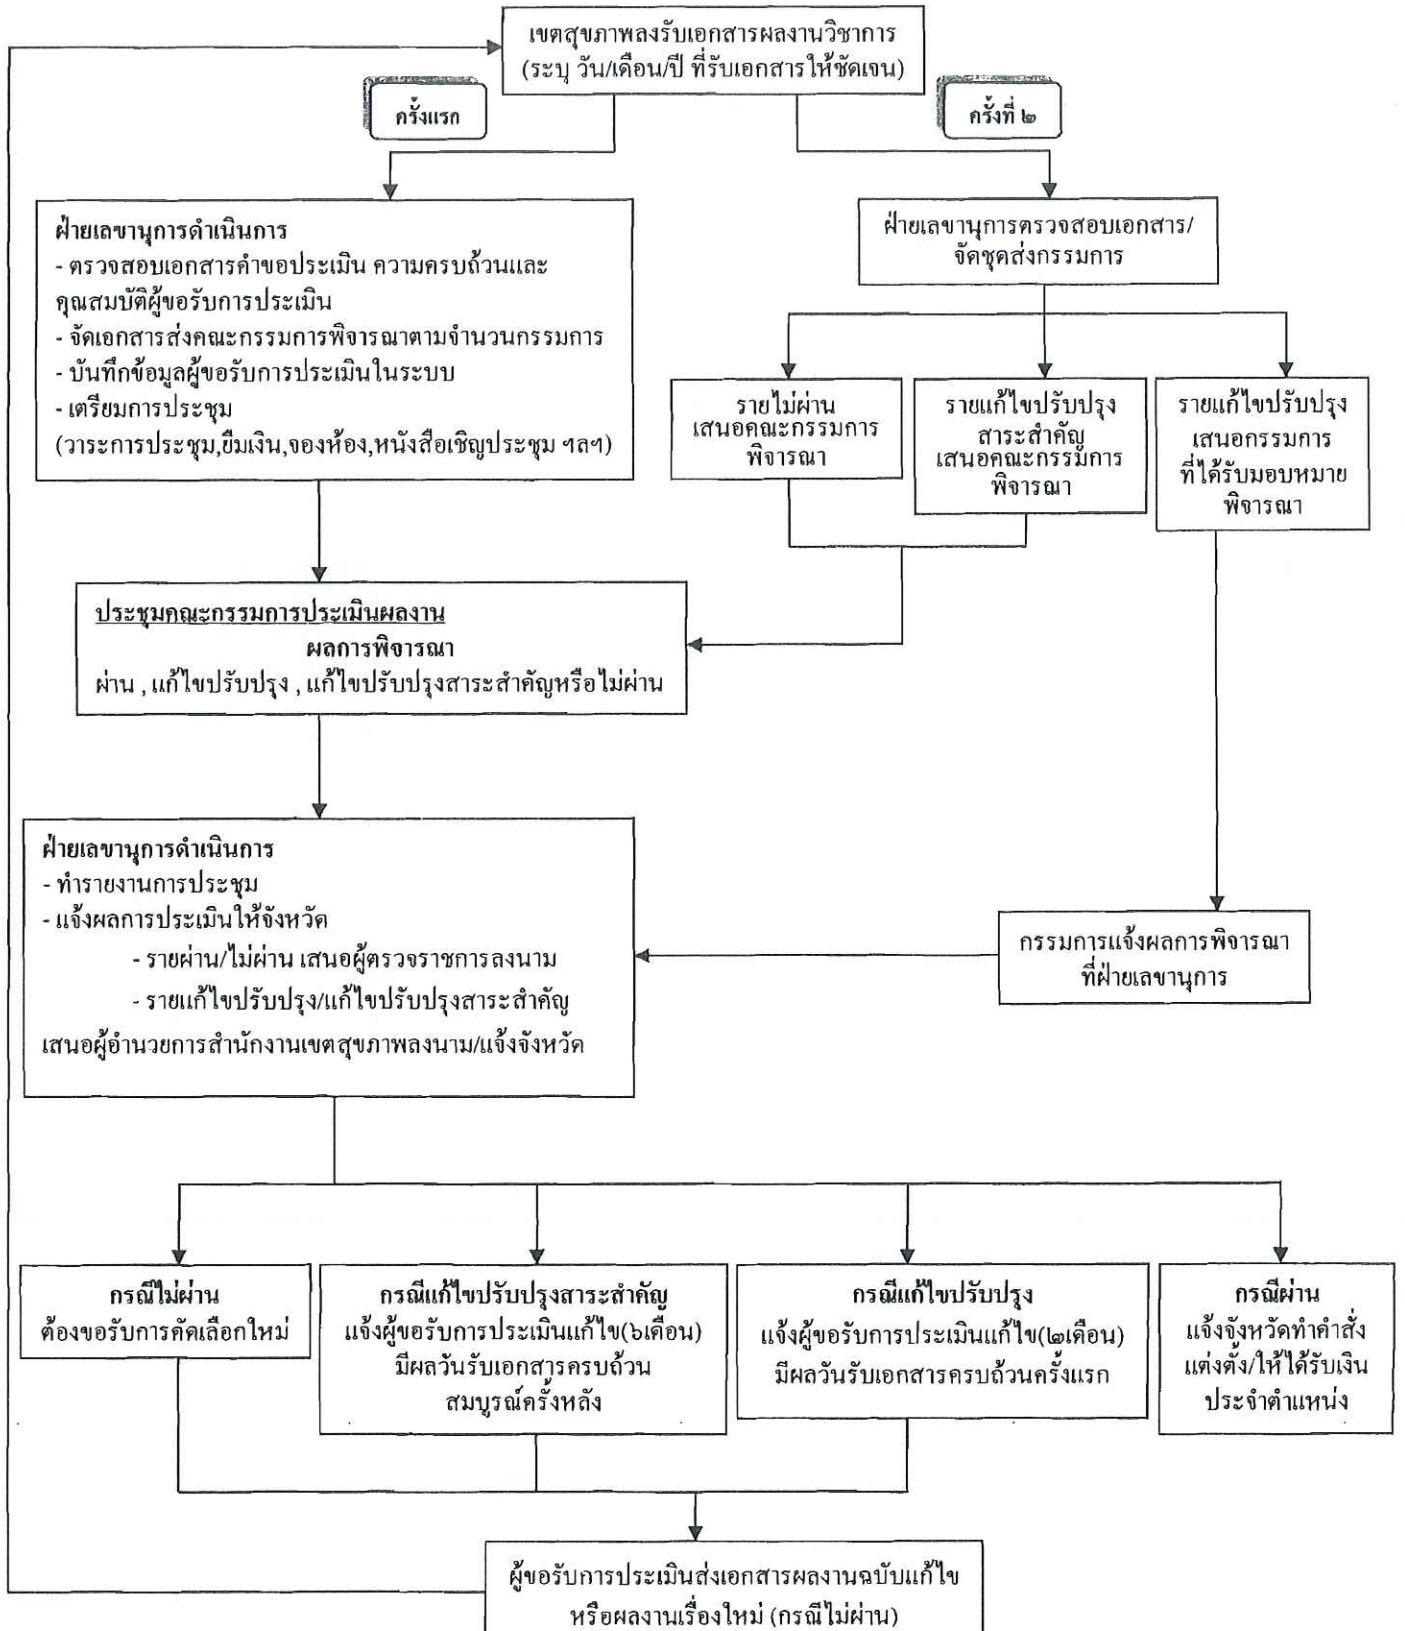 เขตสุขภาพลงรับเอกสารผลงานวิชาการ
(ระบุ วัน/เดือน/ปี ที่รับเอกสารให้ชัดเจน)
ครั้งแรก
ครั้งที่ ๒
ฝ่ายเลขานุการดำเนินการ
- ตรวจสอบเอกสารคำขอประเมิน ความครบถ้วนและ
คุณสมบัติผู้ขอรับการประเมิน
- จัดเอกสารส่งคณะกรรมการพิจารณาตามจำนวนกรรมการ
- บันทึกข้อมูลผู้ขอรับการประเมินในระบบ
- เตรียมการประชุม
(วาระการประชุม,ยืมเงิน,จองห้อง,หนังสือเชิญประชุม ฯลฯ)
ฝ่ายเลขานุการตรวจสอบเอกสาร/
จัดชุดส่งกรรมการ
รายไม่ผ่าน
เสนอคณะกรรมการ
พิจารณา
รายแก้ไขปรับปรุง
สาระสำคัญ
เสนอคณะกรรมการ
พิจารณา
รายแก้ไขปรับปรุง
เสนอกรรมการ
ที่ได้รับมอบหมาย
พิจารณา
ประชุมคณะกรรมการประเมินผลงาน
ผลการพิจารณา
ผ่าน , แก้ไขปรับปรุง , แก้ไขปรับปรุงสาระสำคัญหรือไม่ผ่าน
ฝ่ายเลขานุการดำเนินการ
- ทำรายงานการประชุม
- แจ้งผลการประเมินให้จังหวัด
- รายผ่าน/ไม่ผ่าน เสนอผู้ตรวจราชการลงนาม
- รายแก้ไขปรับปรุง/แก้ไขปรับปรุงสาระสำคัญ
เสนอผู้อำนวยการสำนักงานเขตสุขภาพลงนาม/แจ้งจังหวัด
กรรมการแจ้งผลการพิจารณา
ที่ฝ่ายเลขานุการ
กรณีไม่ผ่าน
ต้องขอรับการคัดเลือกใหม่
กรณีแก้ไขปรับปรุงสาระสำคัญ
แจ้งผู้ขอรับการประเมินแก้ไข(๖เดือน)
มีผลวันรับเอกสารครบถ้วน
สมบูรณ์ครั้งหลัง
กรณีแก้ไขปรับปรุง
แจ้งผู้ขอรับการประเมินแก้ไข(๒เดือน)
มีผลวันรับเอกสารครบถ้วนครั้งแรก
กรณีผ่าน
แจ้งจังหวัดทำคำสั่ง
แต่งตั้ง/ให้ได้รับเงิน
ประจำตำแหน่ง
ผู้ขอรับการประเมินส่งเอกสารผลงานฉบับแก้ไข
หรือผลงานเรื่องใหม่ (กรณีไม่ผ่าน)